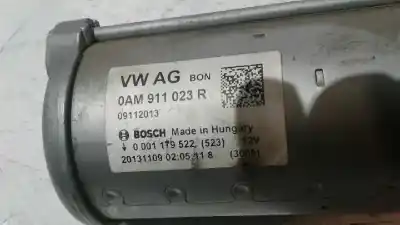 VW AG BON
0AM 911 023 R
09112013
BOSCH Made in Hungary
0 001 179 522 (523) 12V
20131109 02:05 11 8